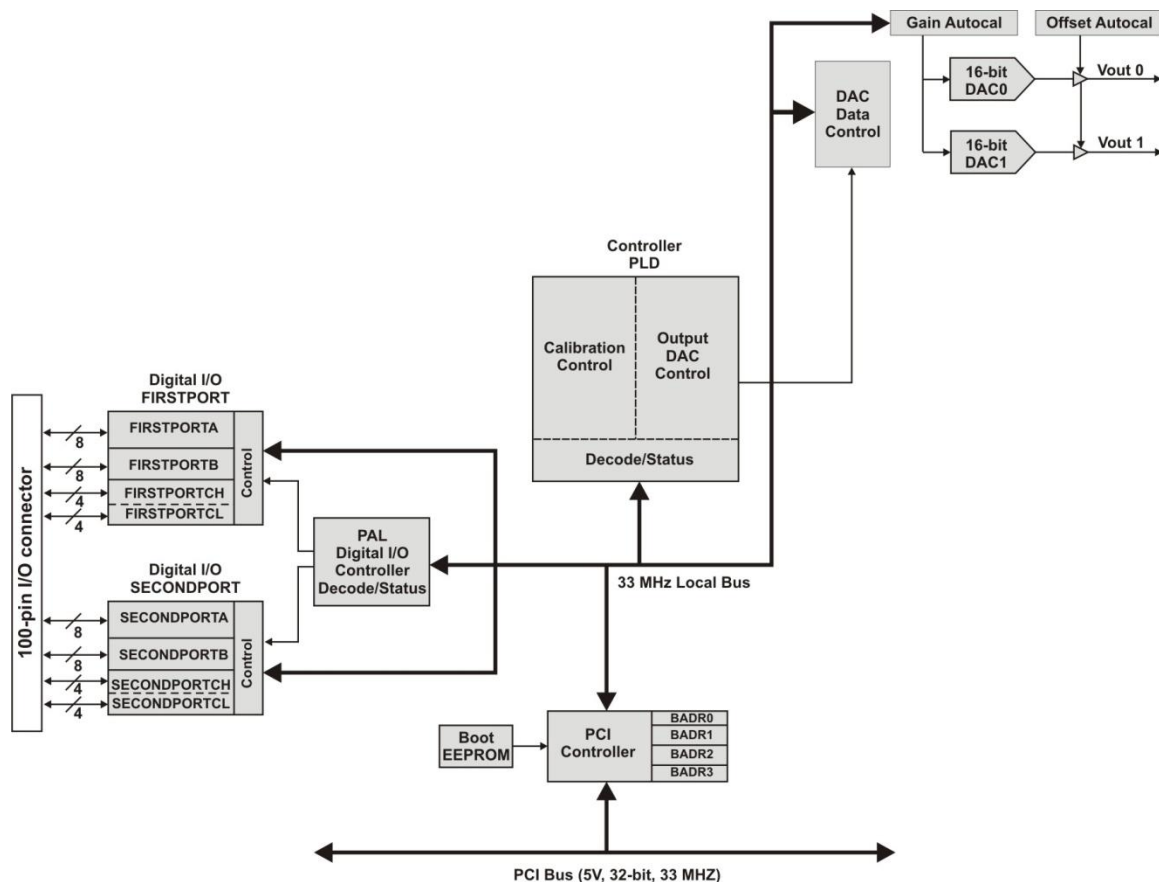 Gain Autocal
Offset Autocal
16-bit
DAC0
Vout 0
DAC
Data
Control
16-bit
DAC1
Vout 1
Controller
PLD
Calibration
Control
Output
DAC
Control
Decode/Status
Digital I/O
FIRSTPORT
100-pin I/O connector
8
FIRSTPORTA
8
FIRSTPORTB
4
FIRSTPORTCH
4
FIRSTPORTCL
Control
PAL
Digital I/O
Controller
Decode/Status
33 MHz Local Bus
Digital I/O
SECONDPORT
8
SECONDPORTA
8
SECONDPORTB
4
SECONDPORTCH
4
SECONDPORTCL
Control
Boot
EEPROM
PCI
Controller
BADR0
BADR1
BADR2
BADR3
PCI Bus (5V, 32-bit, 33 MHZ)